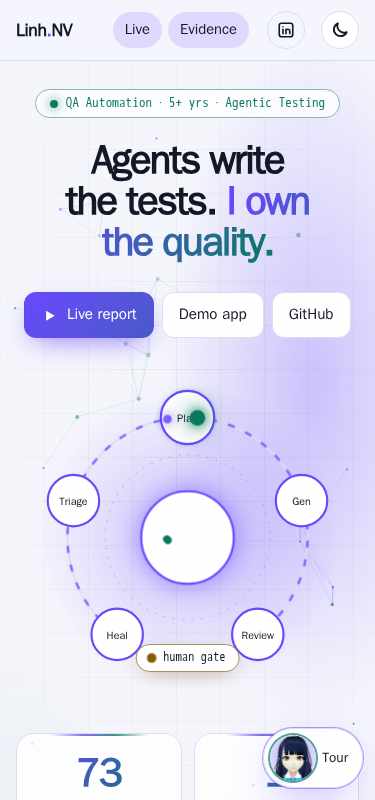 Linh.NV
Live
Evidence
QA Automation · 5+ yrs · Agentic Testing
Agents write
the tests. I own
the quality.
Live report
Demo app
GitHub
Triage
Gen
Heal
Review
human gate
73
Tour